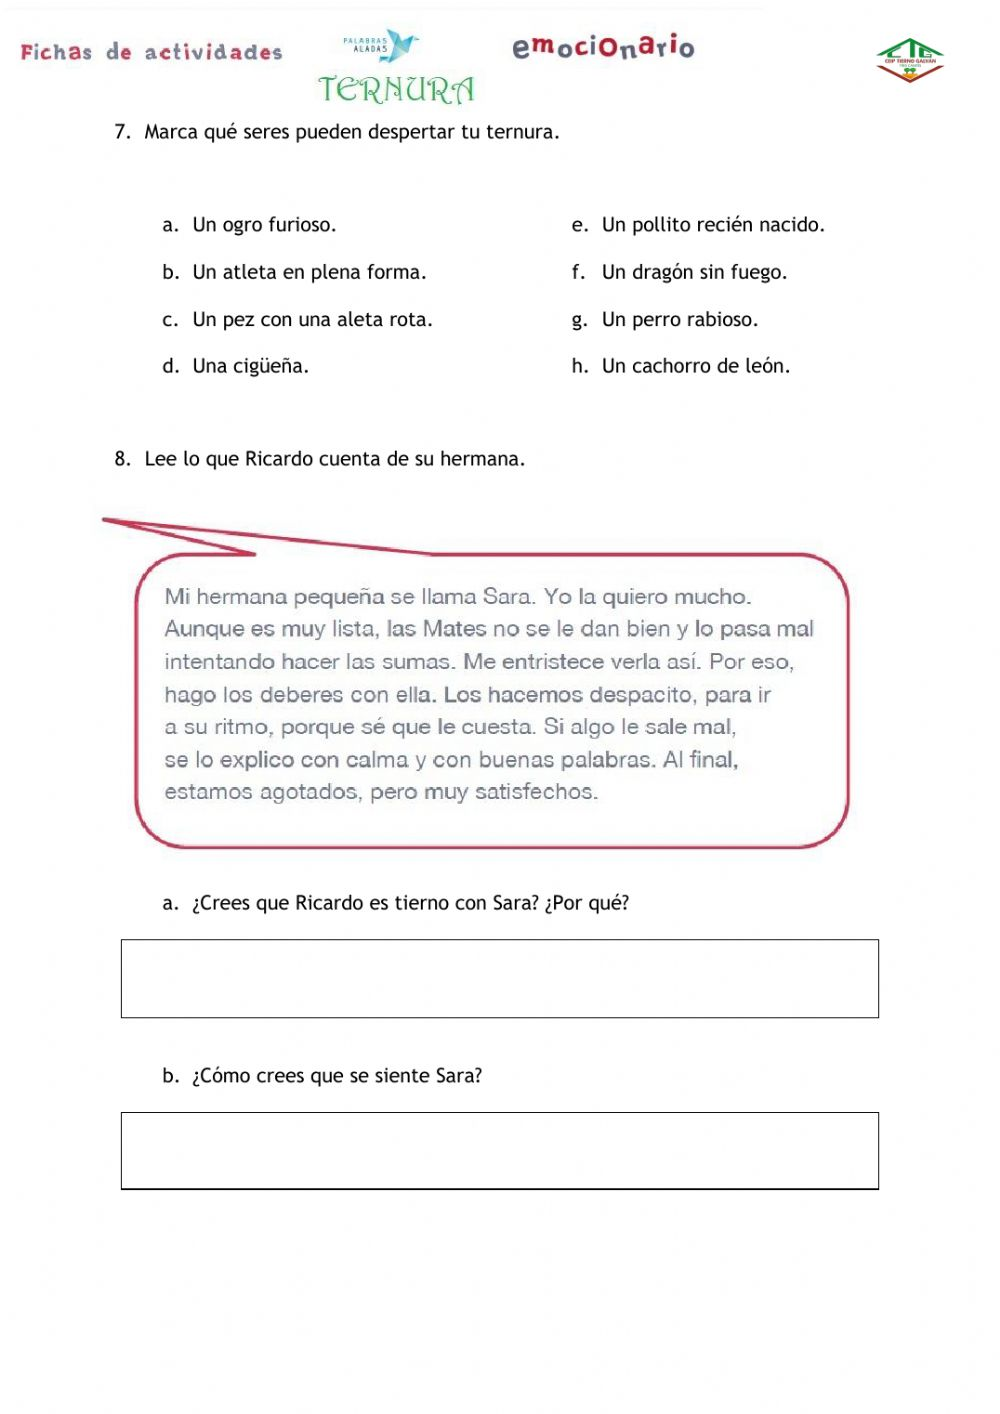 Fichas de actividades
PALABRAS
ALADAS
emociOnario
CTG
CEIP TIERNO GALVÁN
TERNURA
7. Marca qué seres pueden despertar tu ternura.
a. Un ogro furioso.
b. Un atleta en plena forma.
c. Un pez con una aleta rota.
d. Una cigüeña.
e. Un pollito recién nacido.
f. Un dragón sin fuego.
g. Un perro rabioso.
h. Un cachorro de león.
8. Lee lo que Ricardo cuenta de su hermana.
Mi hermana pequeña se llama Sara. Yo la quiero mucho.
Aunque es muy lista, las Mates no se le dan bien y lo pasa mal
intentando hacer las sumas. Me entristece verla así. Por eso,
hago los deberes con ella. Los hacemos despacito, para ir
a su ritmo, porque sé que le cuesta. Si algo le sale mal,
se lo explico con calma y con buenas palabras. Al final,
estamos agotados, pero muy satisfechos.
a. ¿Crees que Ricardo es tierno con Sara? ¿Por qué?
b. ¿Cómo crees que se siente Sara?